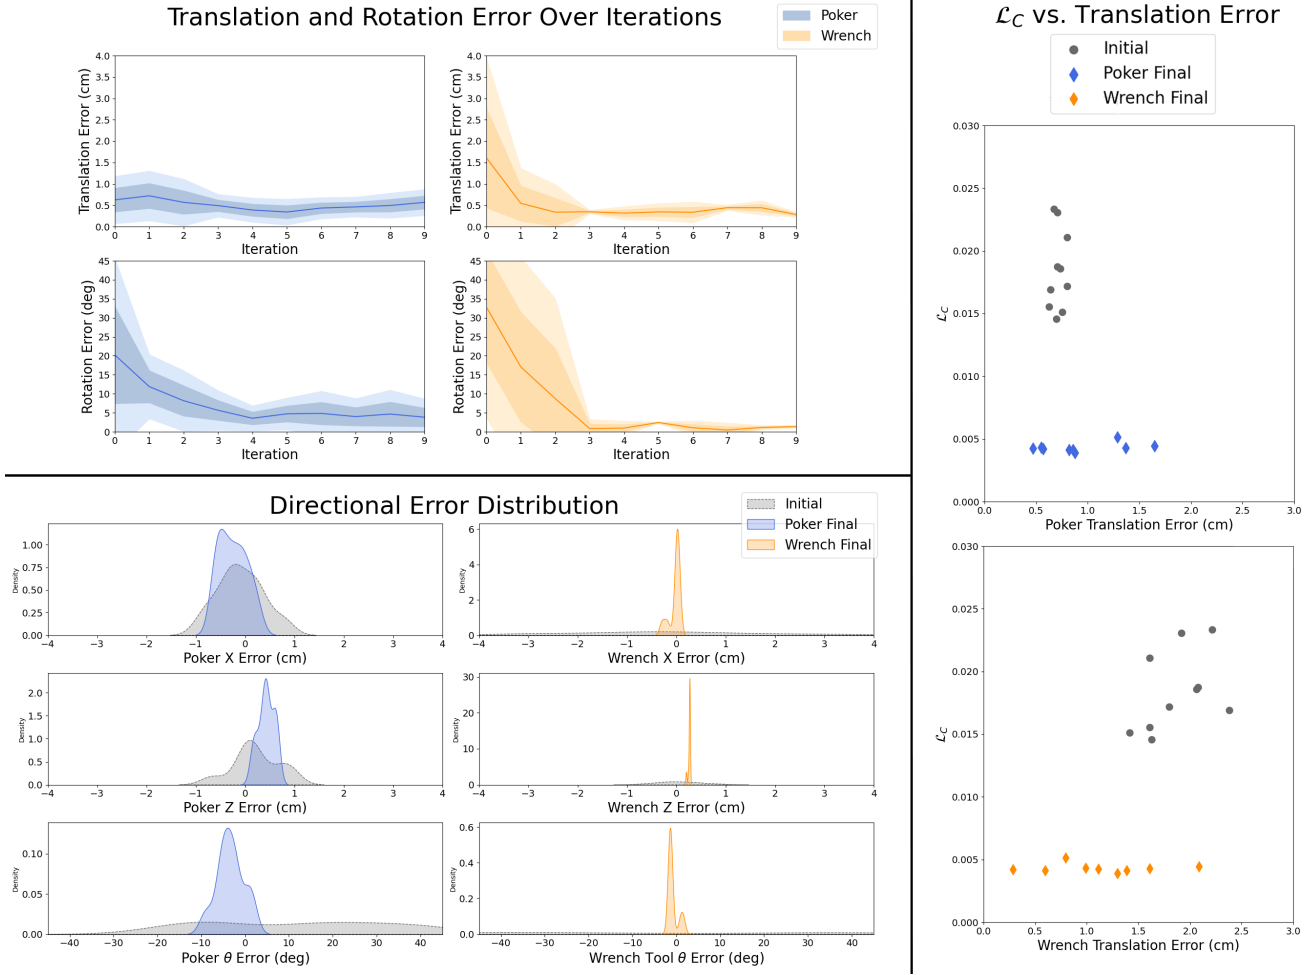 Translation and Rotation Error Over Iterations
Poker
Wrench
Translation Error (cm)
4.0
3.5
3.0
2.5
2.0
1.5
1.0
0.5
0.0
0 1 2 3 4 5 6 7 8 9
Iteration
Translation Error (cm)
4.0
3.5
3.0
2.5
2.0
1.5
1.0
0.5
0.0
0 1 2 3 4 5 6 7 8 9
Iteration
Rotation Error (deg)
45
40
35
30
25
20
15
10
5
0
0 1 2 3 4 5 6 7 8 9
Iteration
Rotation Error (deg)
45
40
35
30
25
20
15
10
5
0
0 1 2 3 4 5 6 7 8 9
Iteration
Directional Error Distribution
Initial
Poker Final
Wrench Final
Density
1.00
0.75
0.50
0.25
0.00
−4 −3 −2 −1 0 1 2 3 4
Poker X Error (cm)
Density
6
4
2
0
−4 −3 −2 −1 0 1 2 3 4
Wrench X Error (cm)
Density
2.0
1.5
1.0
0.5
0.0
−4 −3 −2 −1 0 1 2 3 4
Poker Z Error (cm)
Density
30
20
10
0
−4 −3 −2 −1 0 1 2 3 4
Wrench Z Error (cm)
Density
0.10
0.05
0.00
−40 −30 −20 −10 0 10 20 30 40
Poker θ Error (deg)
Density
0.6
0.4
0.2
0.0
−40 −30 −20 −10 0 10 20 30 40
Wrench Tool θ Error (deg)
ℒC vs. Translation Error
Initial
Poker Final
Wrench Final
ℒC
0.030
0.025
0.020
0.015
0.010
0.005
0.000
0.0 0.5 1.0 1.5 2.0 2.5 3.0
Poker Translation Error (cm)
ℒC
0.030
0.025
0.020
0.015
0.010
0.005
0.000
0.0 0.5 1.0 1.5 2.0 2.5 3.0
Wrench Translation Error (cm)